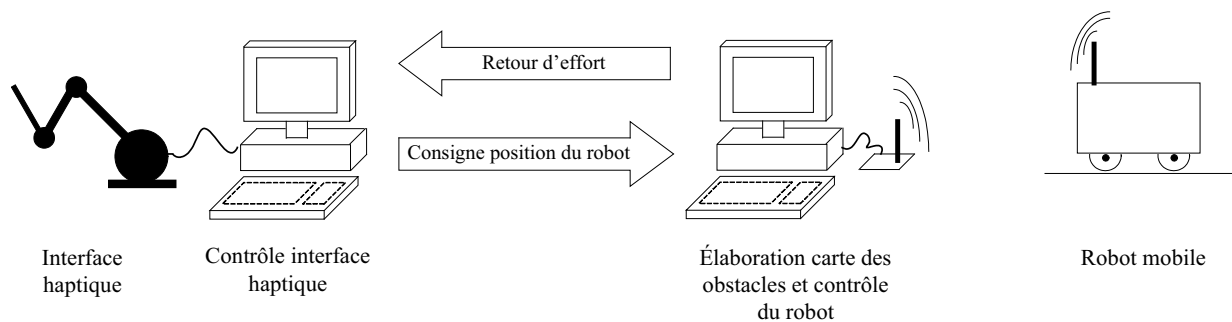 Retour d'effort
Consigne position du robot
Interface
haptique
Contrôle interface
haptique
Élaboration carte des
obstacles et contrôle
du robot
Robot mobile